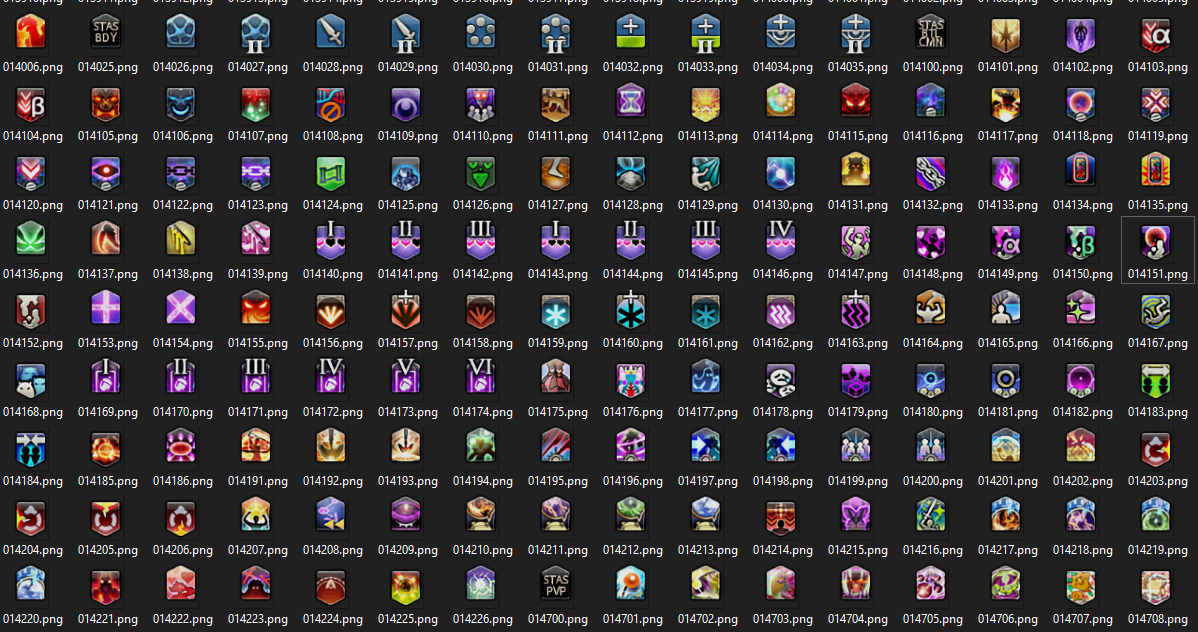 STAS BDY
II
II
II
II
II
STAS BTL CMN
α
014006.png 014025.png 014026.png 014027.png 014028.png 014029.png 014030.png 014031.png 014032.png 014033.png 014034.png 014035.png 014100.png 014101.png 014102.png 014103.png
β
014104.png 014105.png 014106.png 014107.png 014108.png 014109.png 014110.png 014111.png 014112.png 014113.png 014114.png 014115.png 014116.png 014117.png 014118.png 014119.png
014120.png 014121.png 014122.png 014123.png 014124.png 014125.png 014126.png 014127.png 014128.png 014129.png 014130.png 014131.png 014132.png 014133.png 014134.png 014135.png
I II III I II III IV α β
014136.png 014137.png 014138.png 014139.png 014140.png 014141.png 014142.png 014143.png 014144.png 014145.png 014146.png 014147.png 014148.png 014149.png 014150.png 014151.png
014152.png 014153.png 014154.png 014155.png 014156.png 014157.png 014158.png 014159.png 014160.png 014162.png 014163.png 014164.png 014165.png 014166.png 014167.png
I II III IV V VI
014168.png 014169.png 014170.png 014171.png 014172.png 014173.png 014174.png 014175.png 014176.png 014177.png 014178.png 014179.png 014180.png 014181.png 014182.png 014183.png
014184.png 014185.png 014186.png 014191.png 014192.png 014193.png 014194.png 014195.png 014196.png 014197.png 014198.png 014199.png 014200.png 014201.png 014202.png 014203.png
014204.png 014205.png 014206.png 014207.png 014208.png 014209.png 014210.png 014211.png 014212.png 014213.png 014214.png 014215.png 014216.png 014217.png 014218.png 014219.png
STAS PVP
014220.png 014221.png 014222.png 014223.png 014224.png 014225.png 014226.png 014700.png 014701.png 014702.png 014703.png 014704.png 014705.png 014706.png 014707.png 014708.png